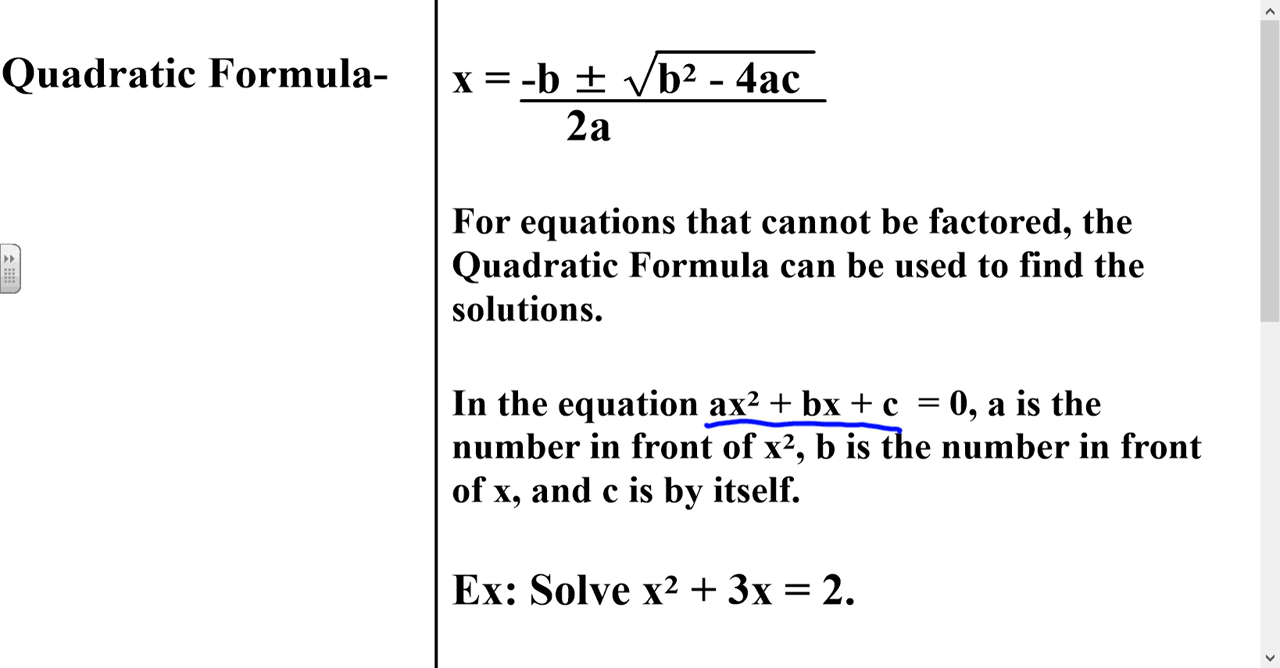 Quadratic Formula-
x = -b ± √b² - 4ac
2a
For equations that cannot be factored, the
Quadratic Formula can be used to find the
solutions.
In the equation ax² + bx + c = 0, a is the
number in front of x², b is the number in front
of x, and c is by itself.
Ex: Solve x² + 3x = 2.